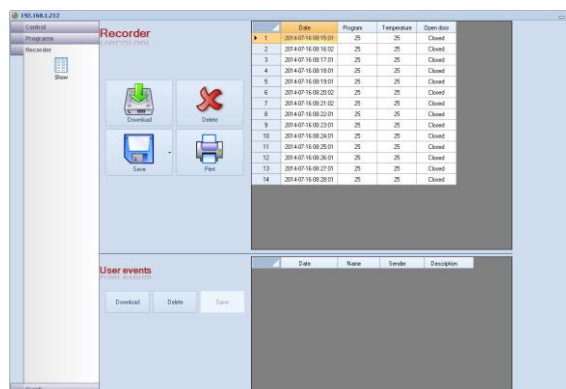 192.168.1.212
Control
Programs
Recorder
Show
Recorder
Download
Delete
Save
Print
Date Program Temperature Open door
1 2014-07-16 08:15:01 25 25 Closed
2 2014-07-16 08:16:02 25 25 Closed
3 2014-07-16 08:17:01 25 25 Closed
4 2014-07-16 08:18:01 25 25 Closed
5 2014-07-16 08:19:01 25 25 Closed
6 2014-07-16 08:20:02 25 25 Closed
7 2014-07-16 08:21:02 25 25 Closed
8 2014-07-16 08:22:01 25 25 Closed
9 2014-07-16 08:23:01 25 25 Closed
10 2014-07-16 08:24:01 25 25 Closed
11 2014-07-16 08:25:01 25 25 Closed
12 2014-07-16 08:26:01 25 25 Closed
13 2014-07-16 08:27:01 25 25 Closed
14 2014-07-16 08:28:01 25 25 Closed
User events
Download Delete Save
Date Name Sender Description